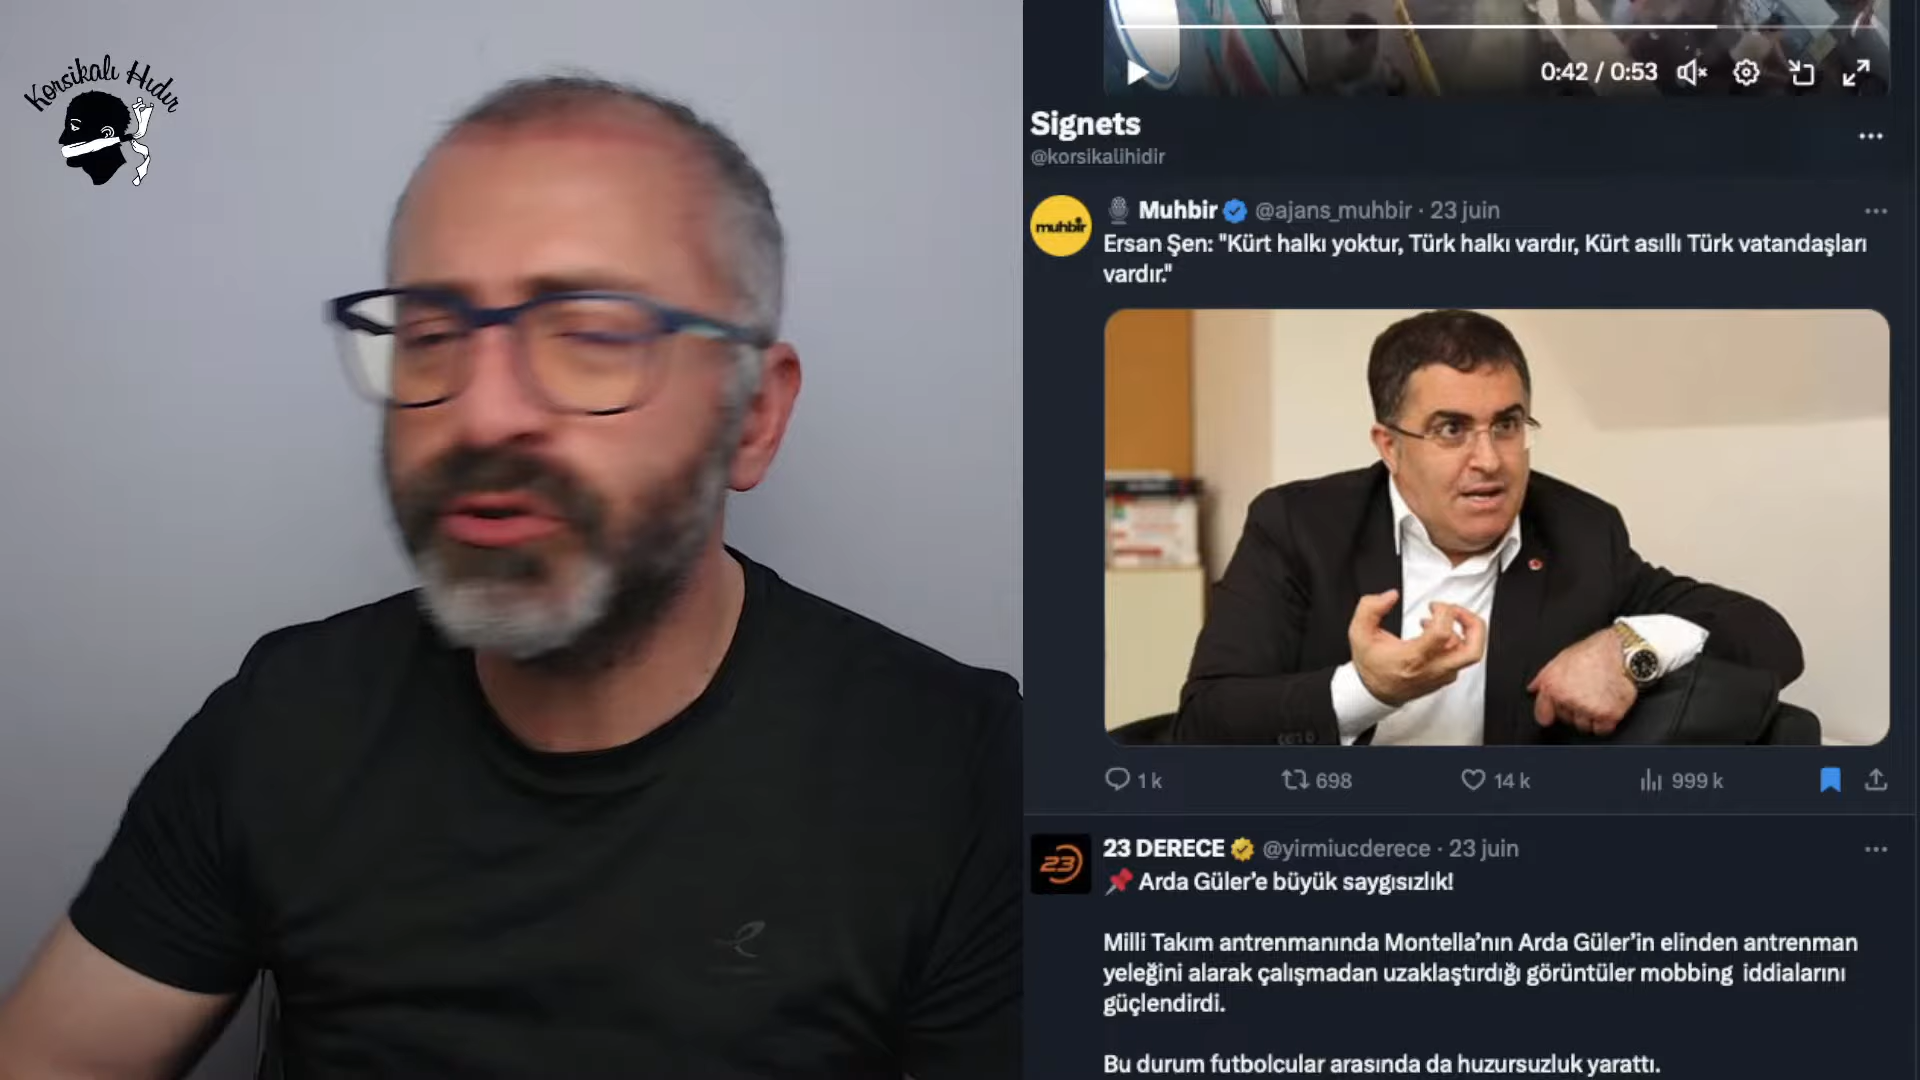 Korsikalı Hıdır
0:42 / 0:53
Signets
@korsikalihidir
muhbir
Muhbir @ajans_muhbir · 23 juin
Ersan Şen: "Kürt halkı yoktur, Türk halkı vardır, Kürt asıllı Türk vatandaşları
vardır."
1 k 698 14 k 999 k
23
23 DERECE @yirmiucderece · 23 juin
📌 Arda Güler’e büyük saygısızlık!
Milli Takım antrenmanında Montella’nın Arda Güler’in elinden antrenman
yeleğini alarak çalışmadan uzaklaştırdığı görüntüler mobbing iddialarını
güçlendirdi.
Bu durum futbolcular arasında da huzursuzluk yarattı.